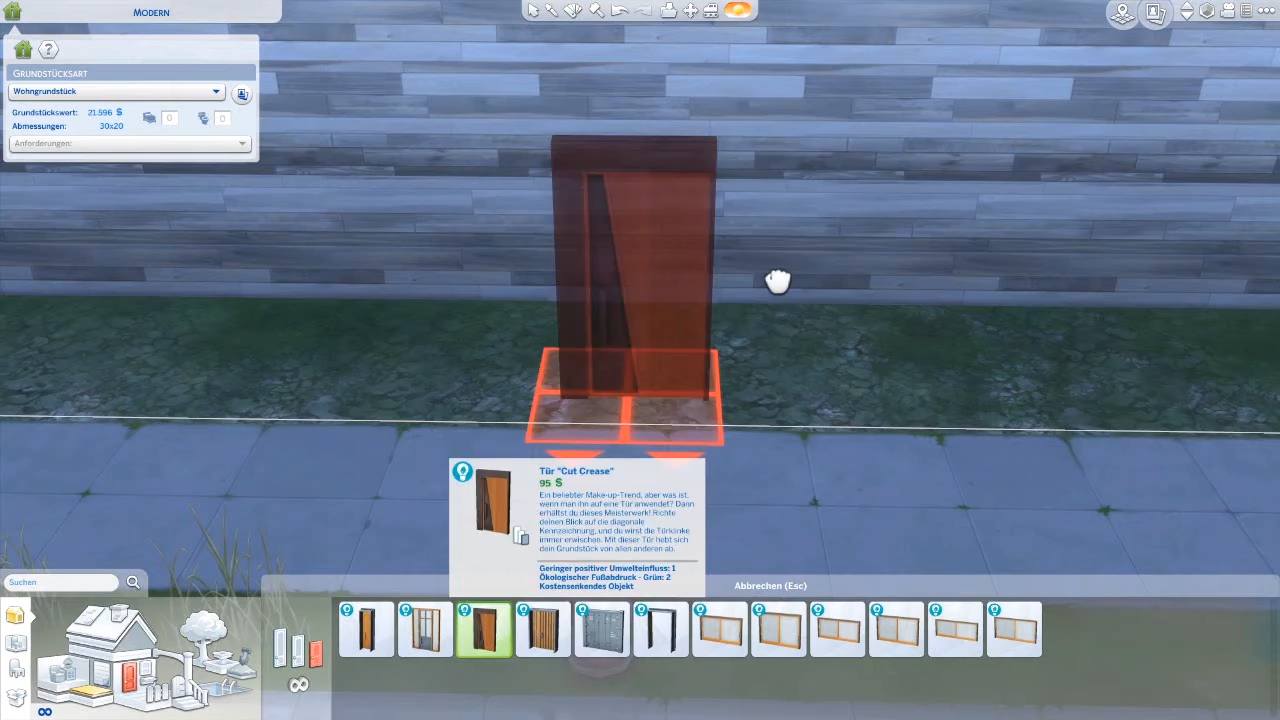 MODERN
?
GRUNDSTÜCKSART
Wohngrundstück
Grundstückswert: 21.596 $
Abmessungen: 30x20
0
0
Anforderungen:
Tür "Cut Crease"
95 $
Ein beliebter Make-up-Trend, aber was ist,
wenn man ihn auf eine Tür anwendet? Dann
erhältst du dieses Meisterwerk! Richte
deinen Blick auf die diagonale
Kennzeichnung, und du wirst die Türklinke
immer erwischen. Mit dieser Tür hebt sich
dein Grundstück von allen anderen ab.
Geringer positiver Umwelteinfluss: 1
Ökologischer Fußabdruck - Grün: 2
Kostensenkendes Objekt
Abbrechen (Esc)
Suchen